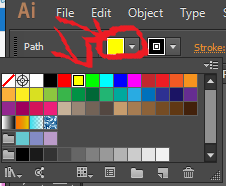 Ai
File Edit Object Type
Path Stroke: